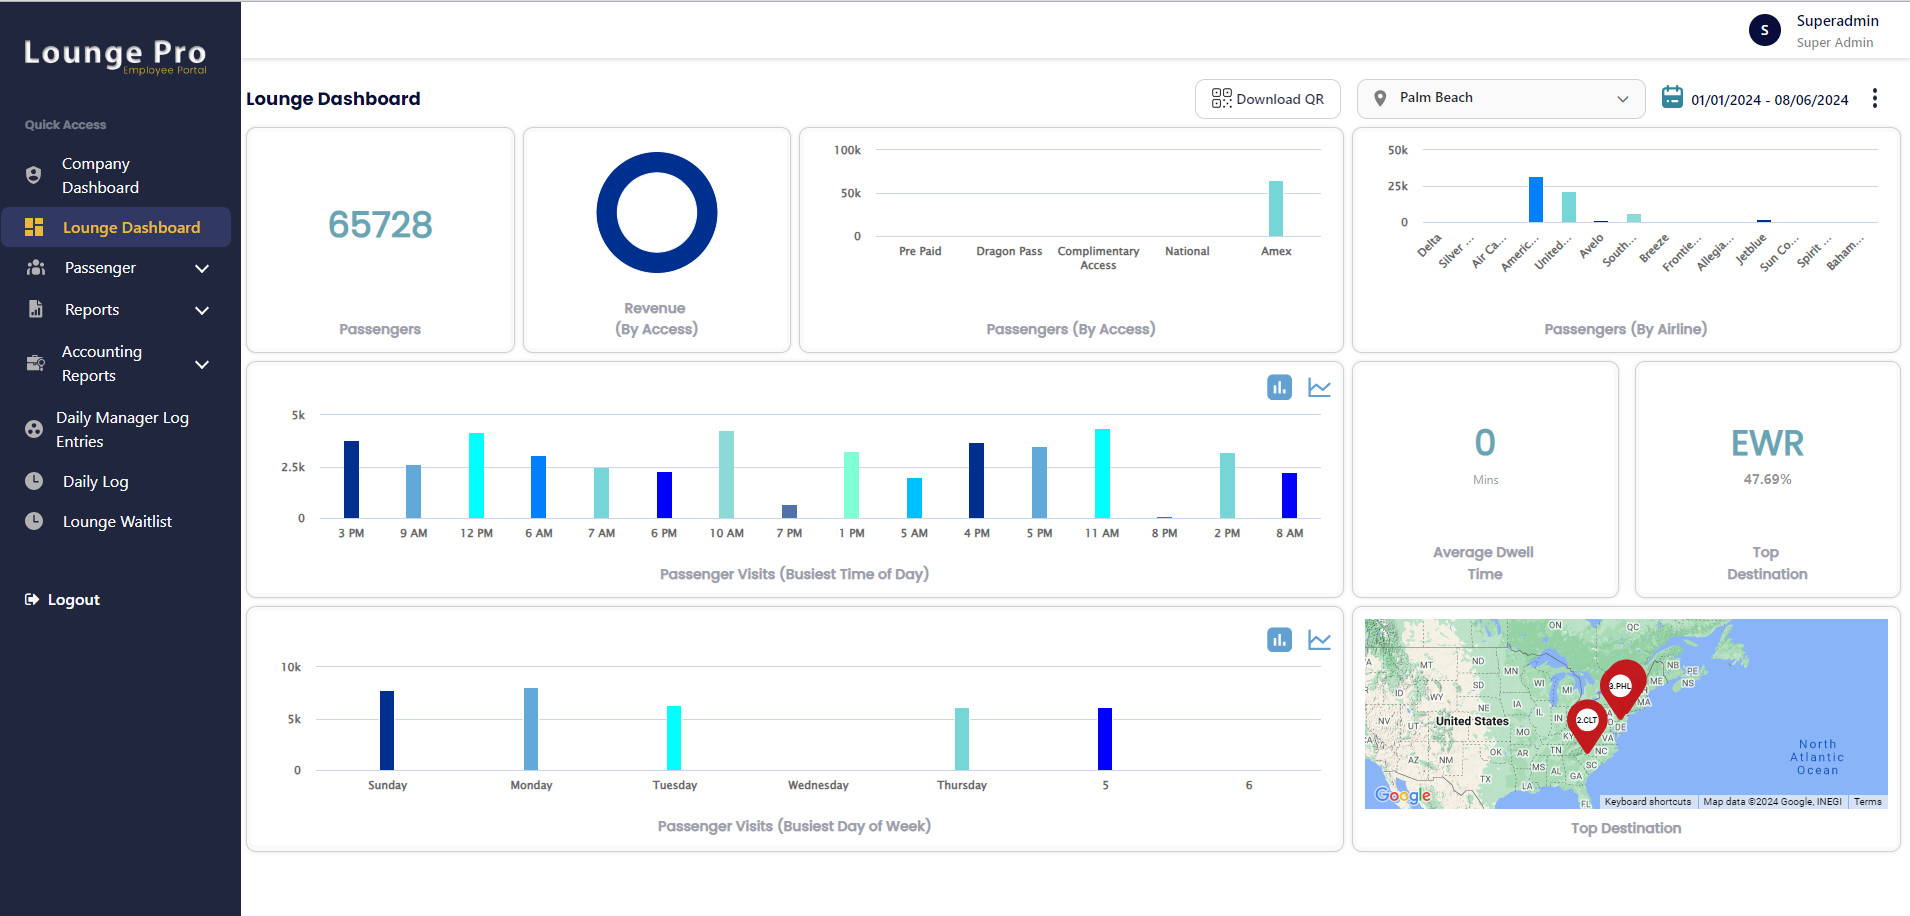 Lounge Pro
Employee Portal
Quick Access
Company
Dashboard
Lounge Dashboard
Passenger
Reports
Accounting
Reports
Daily Manager Log
Entries
Daily Log
Lounge Waitlist
Logout
S
Superadmin
Super Admin
Lounge Dashboard
Download QR
Palm Beach
01/01/2024 - 08/06/2024
65728
Passengers
Revenue
(By Access)
100k
50k
0
Pre Paid
Dragon Pass
Complimentary
Access
National
Amex
Passengers (By Access)
50k
25k
0
Delta
Silver ...
Air Ca...
Americ...
United...
Avelo
South...
Breeze
Frontie...
Allegia...
Jetblue
Sun Co...
Spirit ...
Baham...
Passengers (By Airline)
5k
2.5k
0
3 PM 9 AM 12 PM 6 AM 7 AM 6 PM 10 AM 7 PM 1 PM 5 AM 4 PM 5 PM 11 AM 8 PM 2 PM 8 AM
Passenger Visits (Busiest Time of Day)
0
Mins
Average Dwell
Time
EWR
47.69%
Top
Destination
10k
5k
0
Sunday Monday Tuesday Wednesday Thursday 5 6
Passenger Visits (Busiest Day of Week)
ON
QC
MT
ND
MN
NB
PE
NS
ID
WY
SD
WI
MI
ME
3.PHL
MA
NV
UT
NE
IA
IL
IN
United States
2.CLT
DE
MO
KY
VA
OK
AR
TN
NC
AZ
NM
MS
AL
GA
SC
TX
LA
FL
North
Atlantic
Ocean
Google
Keyboard shortcuts
Map data ©2024 Google, INEGI
Terms
Top Destination